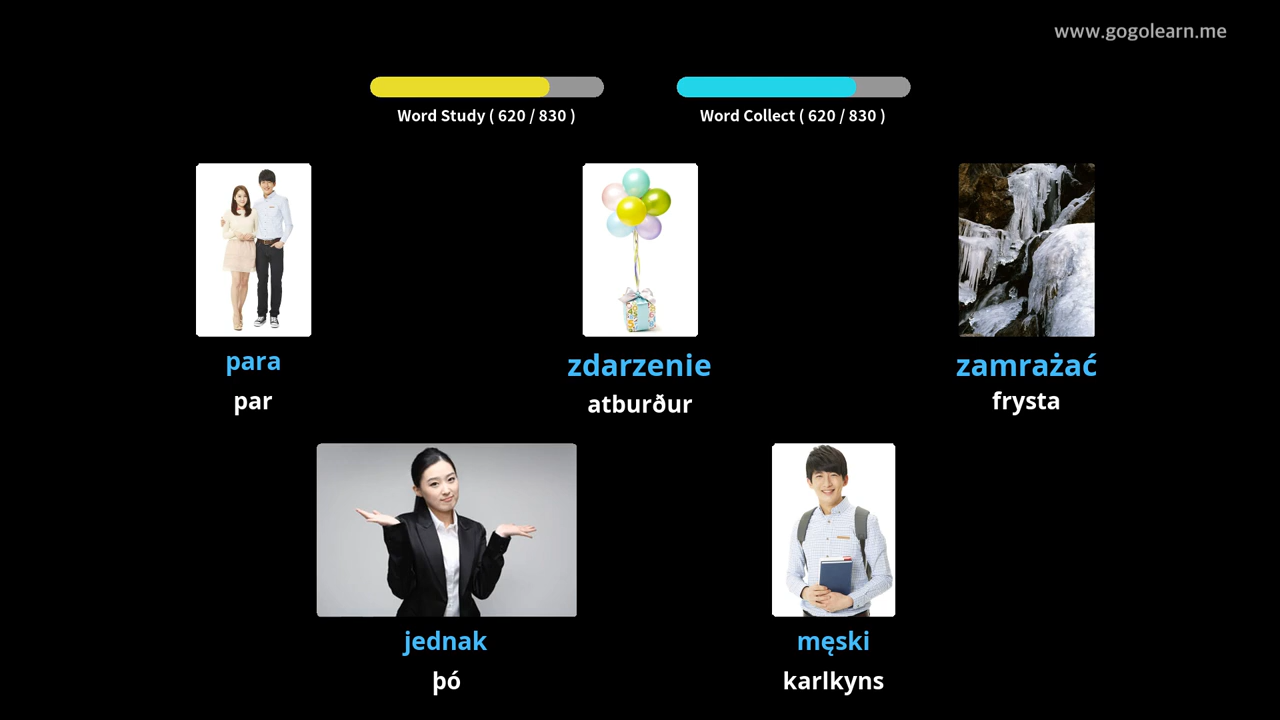 www.gogolearn.me
Word Study ( 620 / 830 )
Word Collect ( 620 / 830 )
para
par
zdarzenie
atburður
zamrażać
frysta
jednak
þó
męski
karlkyns